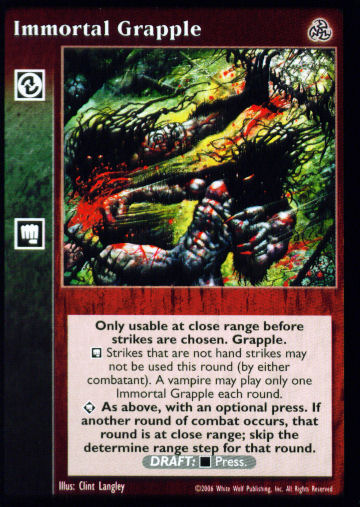 Immortal Grapple
Only usable at close range before
strikes are chosen. Grapple.
Strikes that are not hand strikes may
not be used this round (by either
combatant). A vampire may play only one
Immortal Grapple each round.
As above, with an optional press. If
another round of combat occurs, that
round is at close range; skip the
determine range step for that round.
DRAFT: Press.
Illus: Clint Langley
©2006 White Wolf Publishing, Inc. All Rights Reserved.